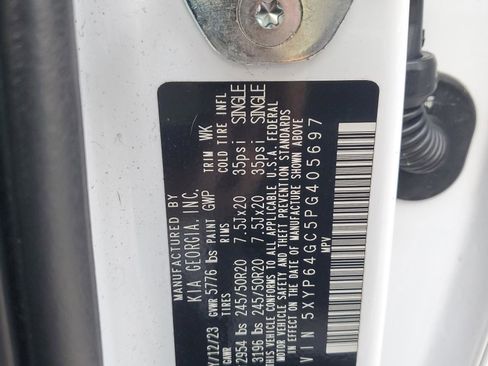 MANUFACTURED BY
KIA GEORGIA, INC.
Y/12/23 GVWR 5776 lbs PAINT GWP TRIM WK
GAWR TIRES RIMS COLD TIRE INFL
2954 lbs 245/50R20 7.5Jx20 35psi SINGLE
3196 lbs 245/50R20 7.5Jx20 35psi SINGLE
THIS VEHICLE CONFORMS TO ALL APPLICABLE U.S.A. FEDERAL
MOTOR VEHICLE SAFETY, BUMPER, AND THEFT PREVENTION STANDARDS
IN EFFECT ON THE DATE OF MANUFACTURE SHOWN ABOVE
VIN 5XYP64GC5PG405697
MPV